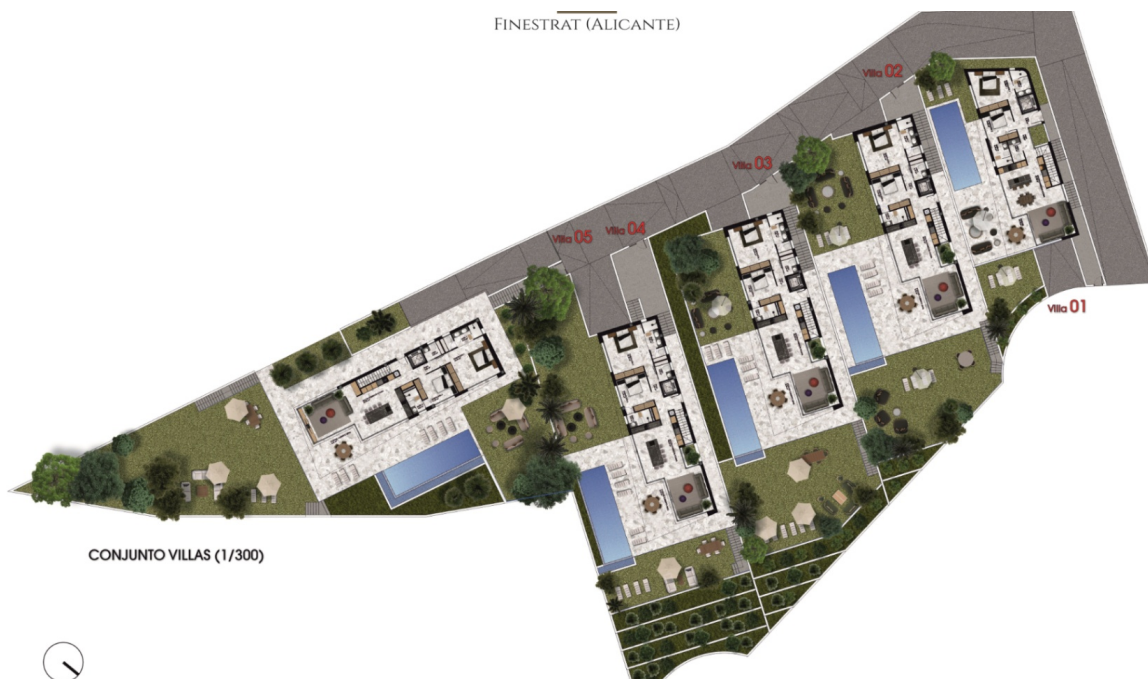 FINESTRAT (ALICANTE)
Villa 02
Villa 03
Villa 05
Villa 04
Villa 01
CONJUNTO VILLAS (1/300)